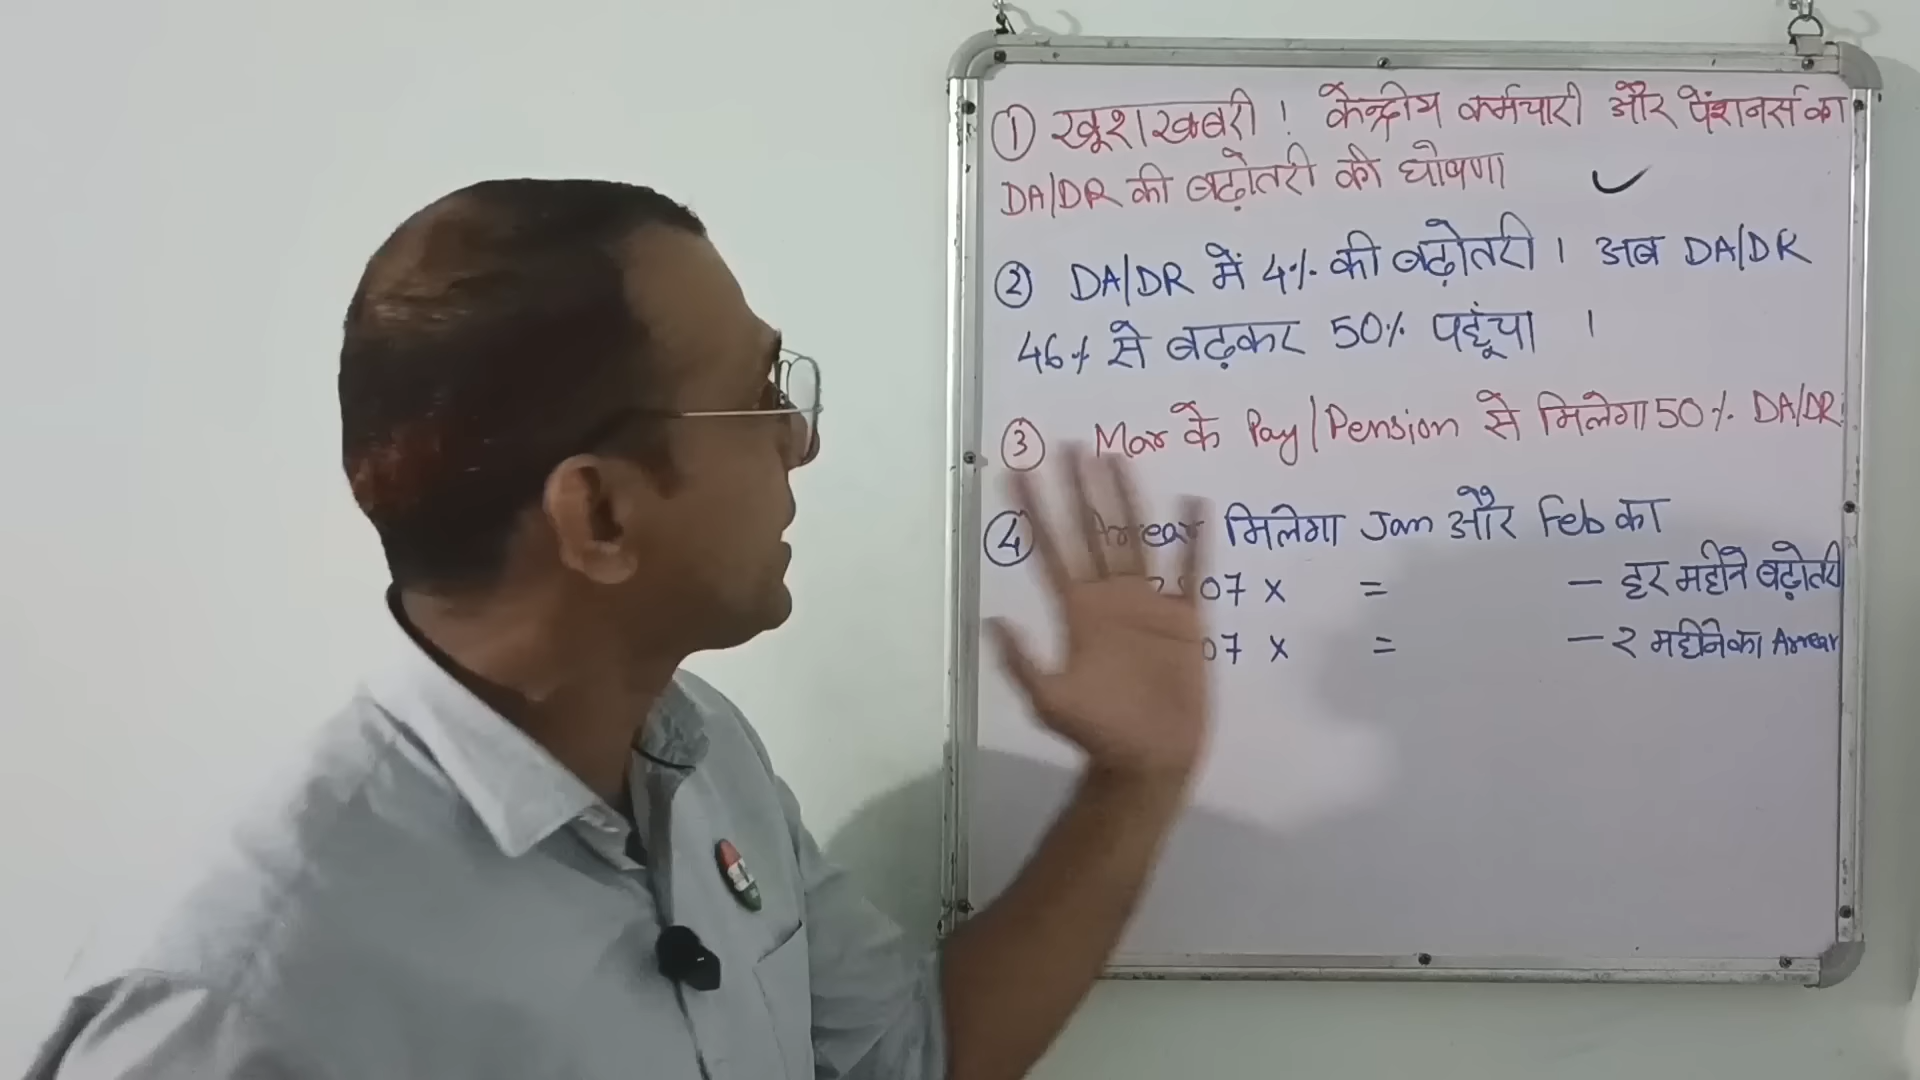 ① खूशखबरी ! केन्द्रीय कर्मचारी और पेंशनर्स का
DA/DR की बढ़ोतरी की घोषणा
② DA/DR में 4% की बढ़ोतरी । अब DA/DR
46% से बढ़कर 50% पहूंचा ।
③ Mar के Pay/Pension से मिलेगा 50% DA/DR
④ Arrear मिलेगा Jan और Feb का
07 × = – हर महीने बढ़ोतरी
07 × = – २ महीने का Arrear